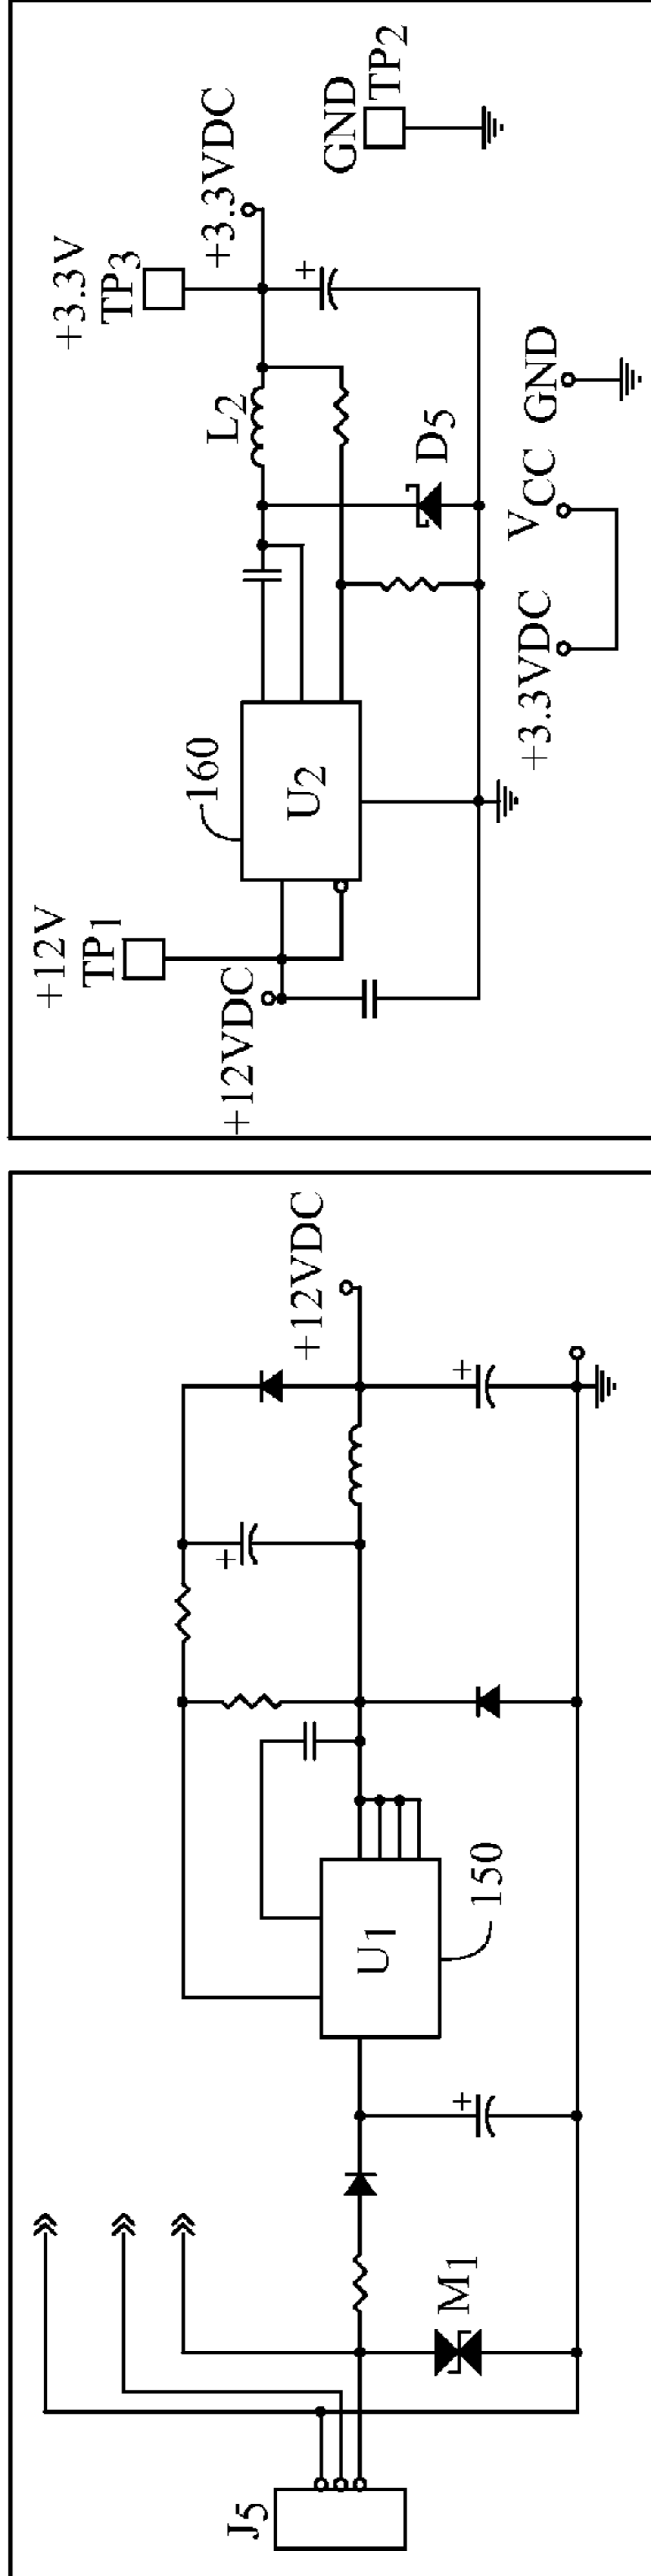 J5
M1
U1
150
+
+
+
+12VDC
+12V
TP1
+12VDC
160
U2
L2
D5
+
+3.3V
TP3
+3.3VDC
GND
TP2
+3.3VDC
VCC
GND